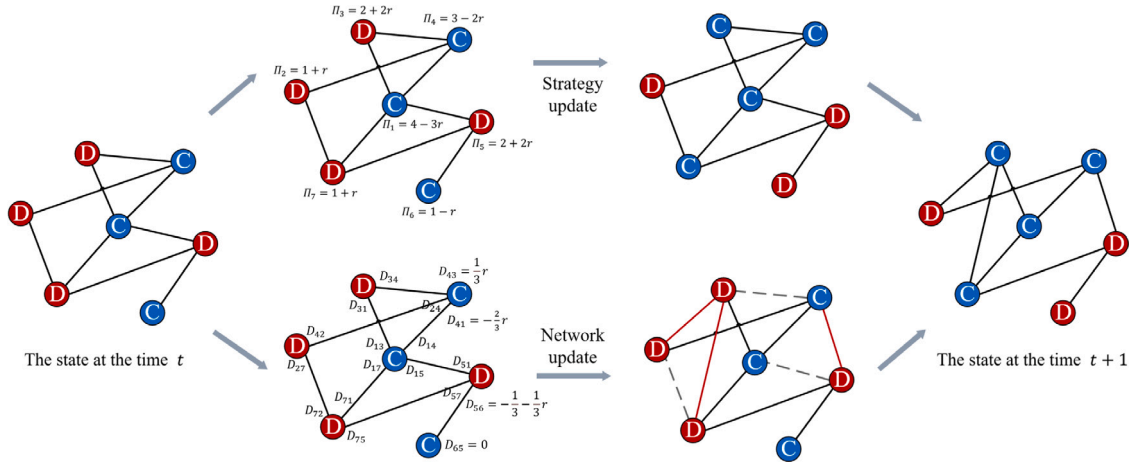 D
C
D
C
D
D
C
The state at the time t
Π₃ = 2 + 2r
Π₄ = 3 − 2r
D
C
Π₂ = 1 + r
D
C
Π₁ = 4 − 3r
D
Π₅ = 2 + 2r
D
Π₇ = 1 + r
C
Π₆ = 1 − r
Strategy
update
C
C
D
C
D
C
D
D₃₄
D₄₃ = 1/3 r
D
C
D₃₁
D₂₄
D₄₁ = −2/3 r
D₄₂
D
D₂₇
D₁₃
D₁₄
C
D₁₇
D₁₅
D₅₁
D
D₅₇
D₅₆ = −1/3 − 1/3 r
D₇₁
D₇₂
D
D₇₅
C
D₆₅ = 0
Network
update
D
C
D
C
D
D
C
C
C
D
C
D
C
D
The state at the time t + 1